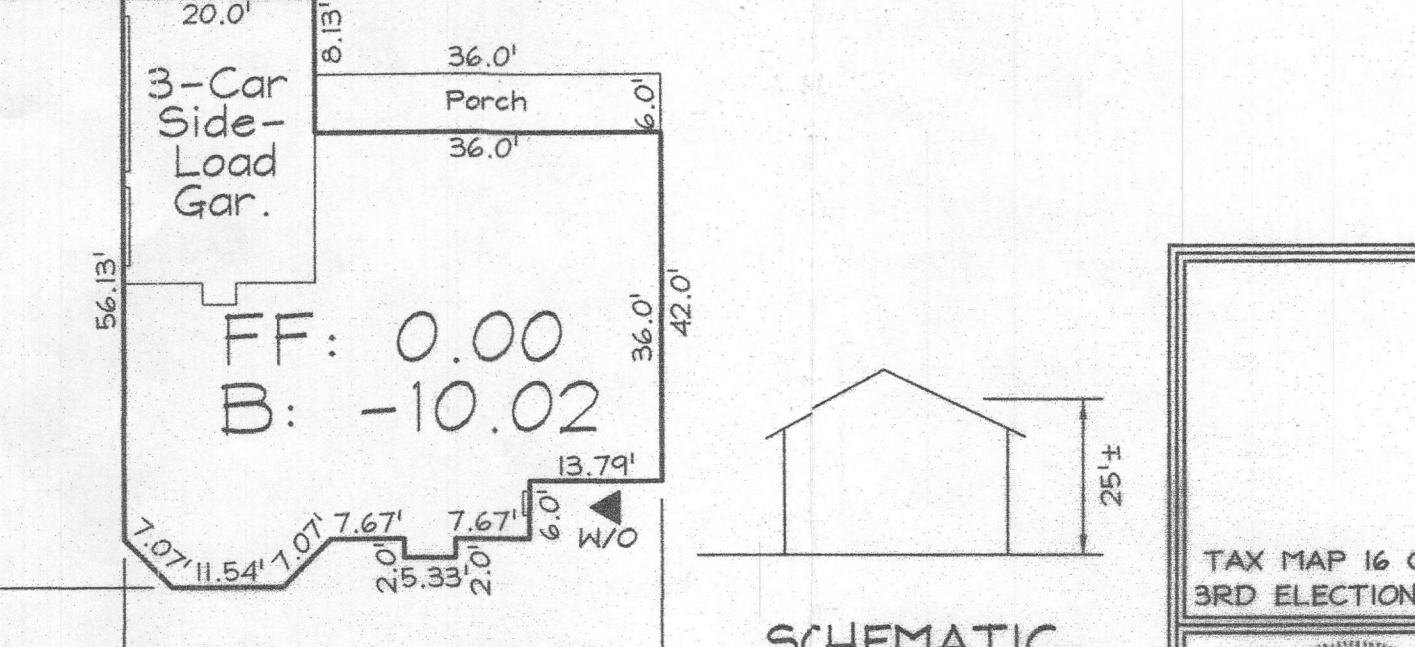 20.0'
8.13'
36.0'
3-Car
Side-
Load
Gar.
Porch
6.0'
36.0'
56.13'
36.0'
42.0'
FF: 0.00
B: -10.02
13.79'
6.0'
W/O
7.07'
11.54'
7.07'
7.67'
2.0'
5.33'
2.0'
7.67'
25'±
SCHEMATIC
TAX MAP 16
3RD ELECTION